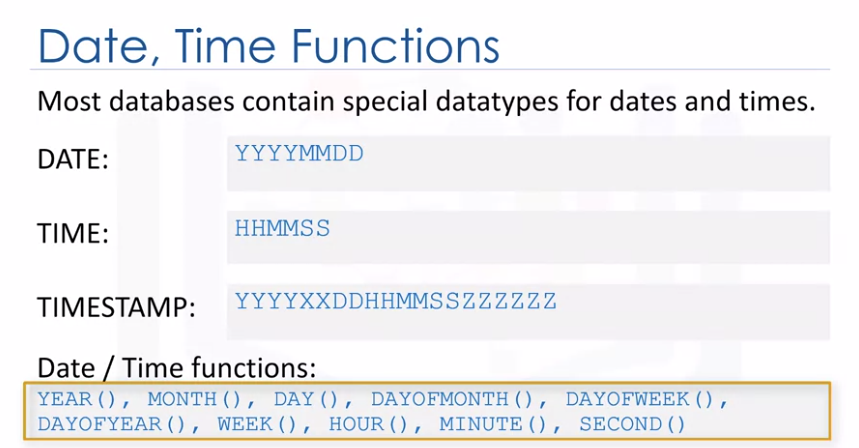 Date, Time Functions
Most databases contain special datatypes for dates and times.
DATE: YYYYMMDD
TIME: HHMMSS
TIMESTAMP: YYYYXXDDHHMMSSZZZZZZ
Date / Time functions:
YEAR(), MONTH(), DAY(), DAYOFMONTH(), DAYOFWEEK(),
DAYOFYEAR(), WEEK(), HOUR(), MINUTE(), SECOND()